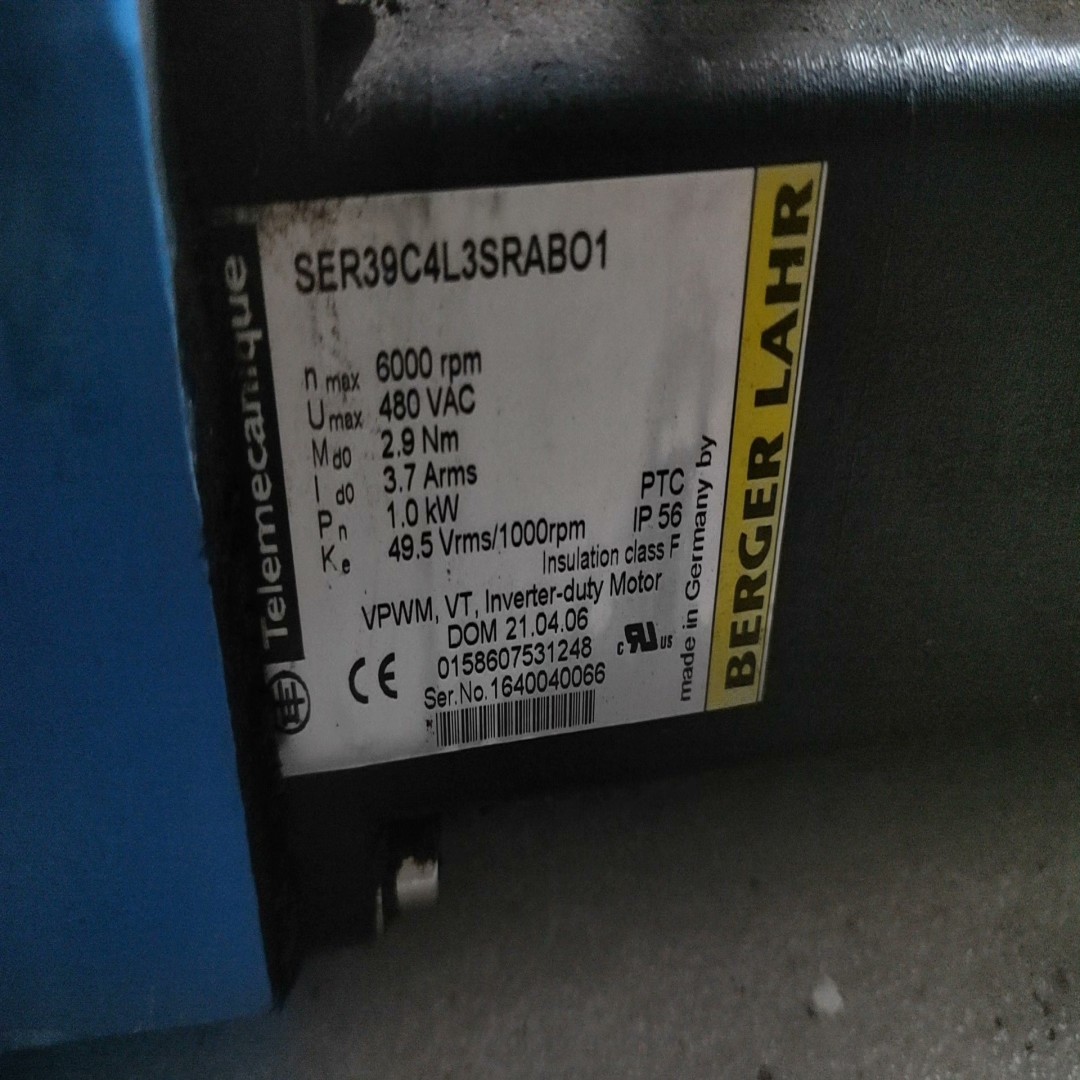 Telemecanique
SER39C4L3SRABO1
n max 6000 rpm
U max 480 VAC
M d0 2.9 Nm
I d0 3.7 Arms
P n 1.0 kW
K e 49.5 Vrms/1000rpm
PTC
IP 56
Insulation class F
VPWM, VT, Inverter-duty Motor
DOM 21.04.06
0158607531248
Ser.No.1640040066
CE
c RU us
made in Germany by
BERGER LAHR